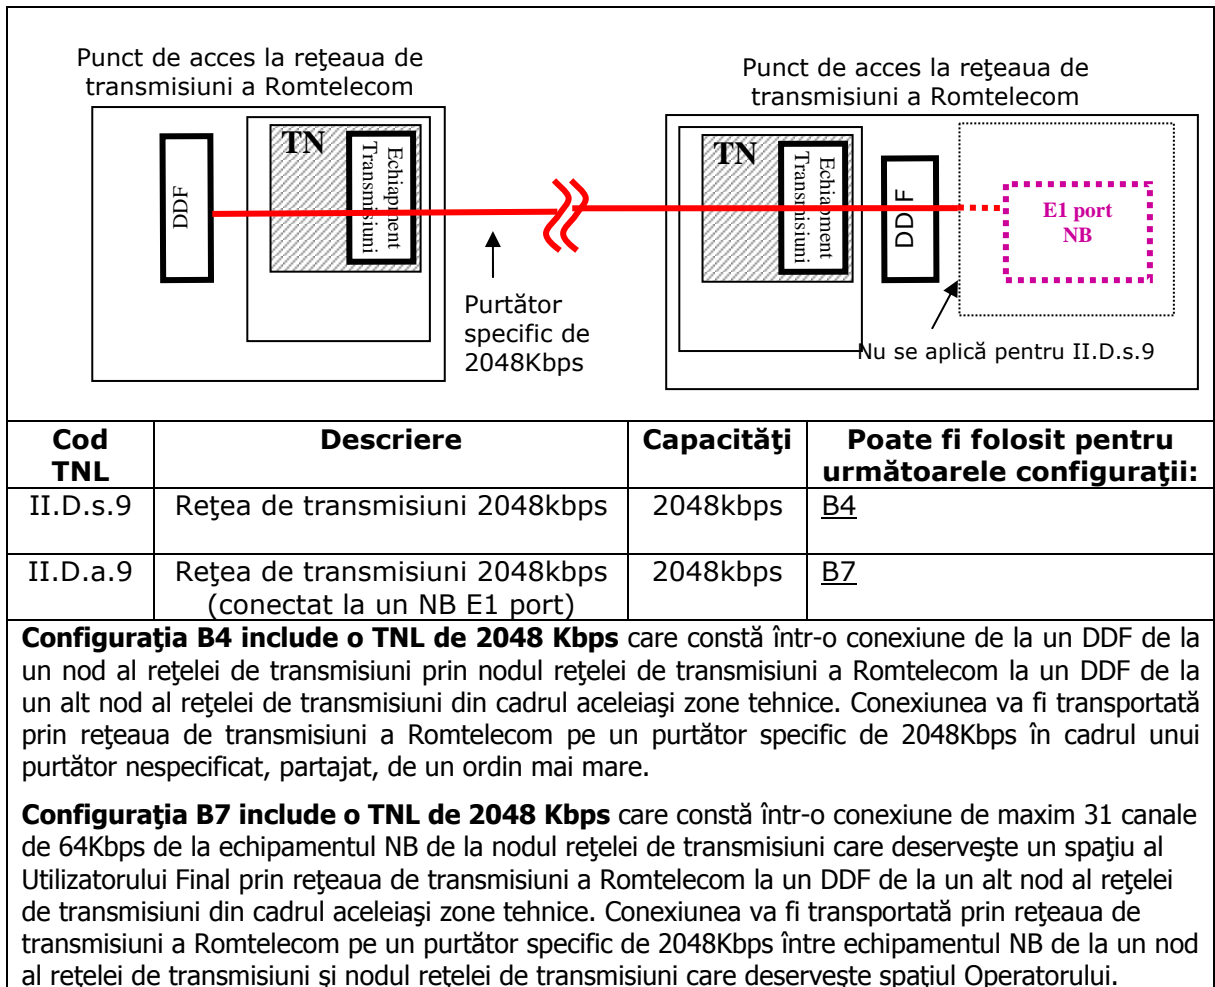 Punct de acces la reţeaua de
transmisiuni a Romtelecom
Punct de acces la reţeaua de
transmisiuni a Romtelecom
DDF
TN
Echiapment
Transmisiuni
Purtător
specific de
2048Kbps
TN
Echiapment
Transmisiuni
DDF
E1 port
NB
Nu se aplică pentru II.D.s.9
Cod
TNL
Descriere
Capacităţi
Poate fi folosit pentru
următoarele configuraţii:
II.D.s.9 Reţea de transmisiuni 2048kbps 2048kbps B4
II.D.a.9 Reţea de transmisiuni 2048kbps 2048kbps B7
(conectat la un NB E1 port)
Configuraţia B4 include o TNL de 2048 Kbps care constă într-o conexiune de la un DDF de la
un nod al reţelei de transmisiuni prin nodul reţelei de transmisiuni a Romtelecom la un DDF de la
un alt nod al reţelei de transmisiuni din cadrul aceleiaşi zone tehnice. Conexiunea va fi transportată
prin reţeaua de transmisiuni a Romtelecom pe un purtător specific de 2048Kbps în cadrul unui
purtător nespecificat, partajat, de un ordin mai mare.
Configuraţia B7 include o TNL de 2048 Kbps care constă într-o conexiune de maxim 31 canale
de 64Kbps de la echipamentul NB de la nodul reţelei de transmisiuni care deserveşte un spaţiu al
Utilizatorului Final prin reţeaua de transmisiuni a Romtelecom la un DDF de la un alt nod al reţelei
de transmisiuni din cadrul aceleiaşi zone tehnice. Conexiunea va fi transportată prin reţeaua de
transmisiuni a Romtelecom pe un purtător specific de 2048Kbps între echipamentul NB de la un nod
al reţelei de transmisiuni şi nodul reţelei de transmisiuni care deserveşte spaţiul Operatorului.